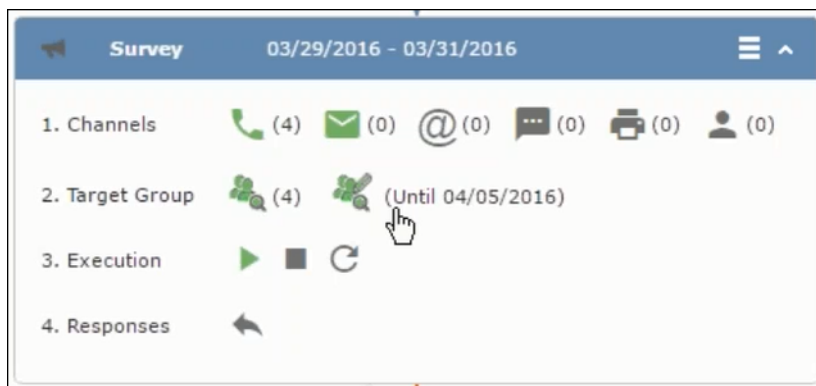 Survey 03/29/2016 - 03/31/2016
1. Channels (4) (0) @ (0) (0) (0) (0)
2. Target Group (4) (Until 04/05/2016)
3. Execution
4. Responses